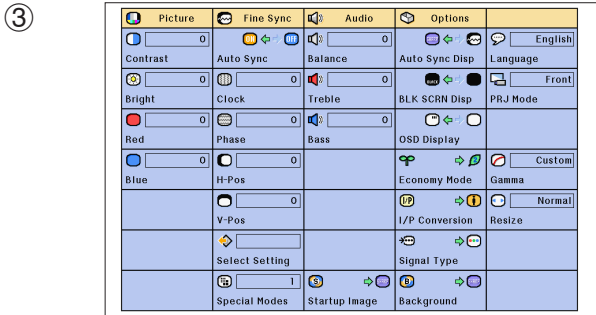 ③
Picture Fine Sync Audio Options
0 ON OFF 0 English
Contrast Auto Sync Balance Auto Sync Disp Language
0 0 0 Front
Bright Clock Treble BLK SCRN Disp PRJ Mode
0 0 0
Red Phase Bass OSD Display
0 0 Custom
Blue H-Pos Economy Mode Gamma
0 I/P Normal
V-Pos I/P Conversion Resize
Select Setting Signal Type
1 S B
Special Modes Startup Image Background